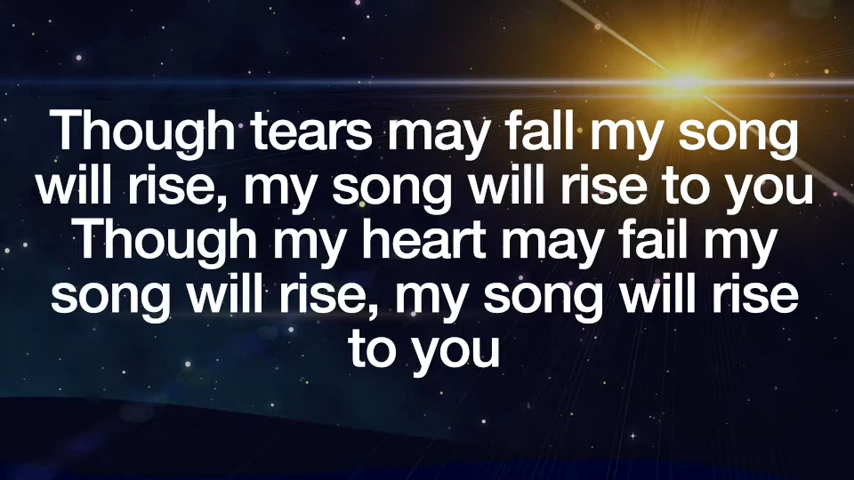 Though tears may fall my song
will rise, my song will rise to you
Though my heart may fail my
song will rise, my song will rise
to you